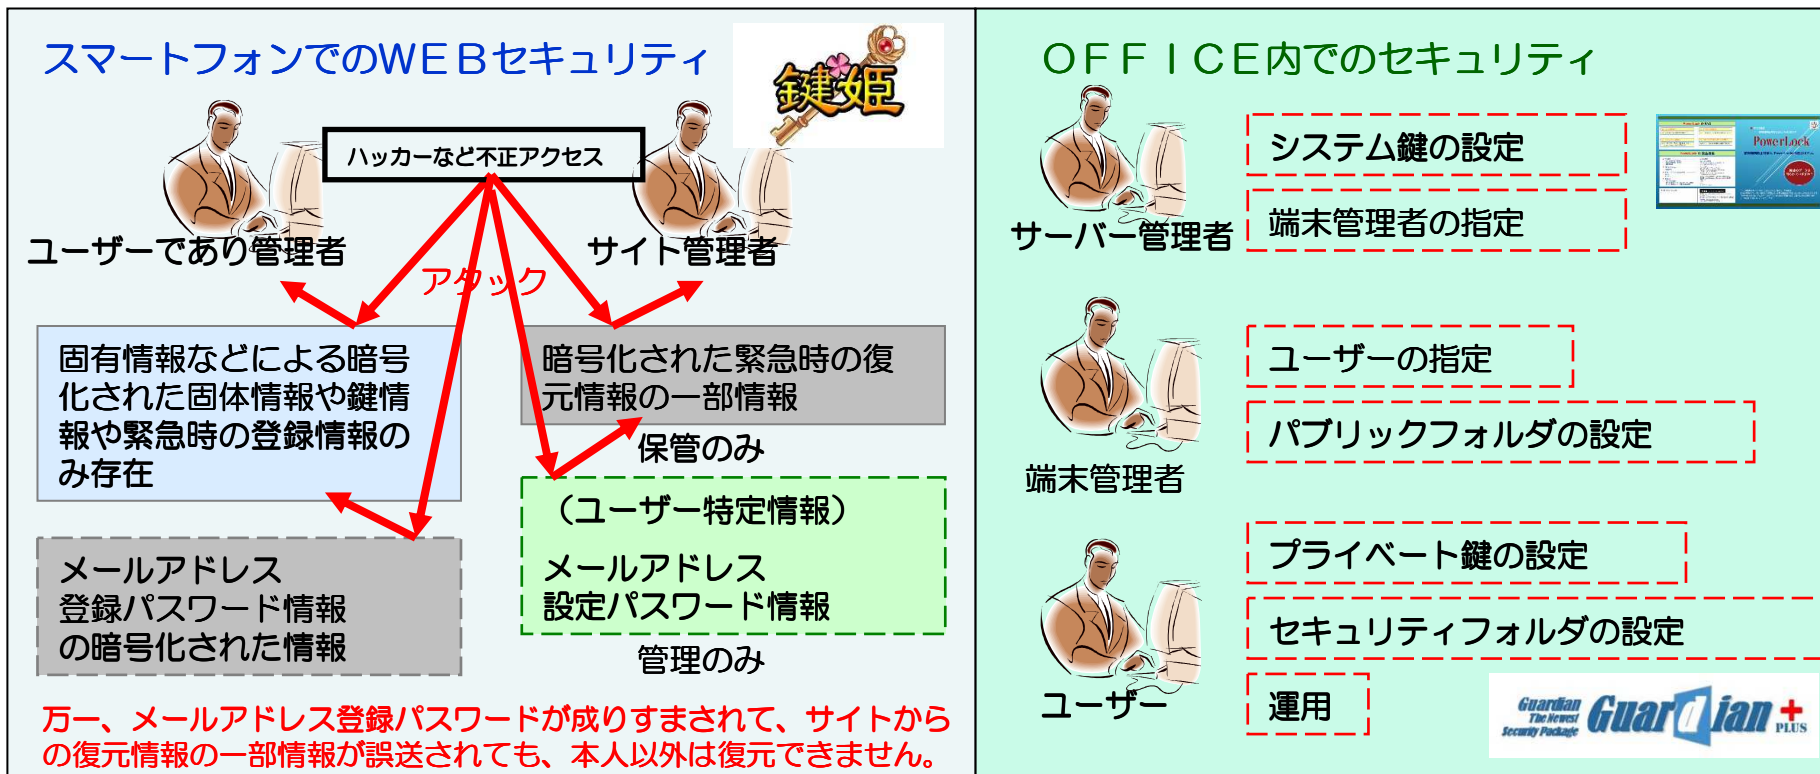 スマートフォンでのWEBセキュリティ
鍵姫
ハッカーなど不正アクセス
ユーザーであり管理者
サイト管理者
アタック
固有情報などによる暗号
化された固体情報や鍵情
報や緊急時の登録情報の
み存在
暗号化された緊急時の復
元情報の一部情報
保管のみ
メールアドレス
登録パスワード情報
の暗号化された情報
（ユーザー特定情報）
メールアドレス
設定パスワード情報
管理のみ
万一、メールアドレス登録パスワードが成りすまされて、サイトから
の復元情報の一部情報が誤送されても、本人以外は復元できません。
ＯＦＦＩＣＥ内でのセキュリティ
サーバー管理者
システム鍵の設定
端末管理者の指定
PowerLock
端末管理者
ユーザーの指定
パブリックフォルダの設定
ユーザー
プライベート鍵の設定
セキュリティフォルダの設定
運用
Guardian
The Newest
Security Package
Guardian + PLUS